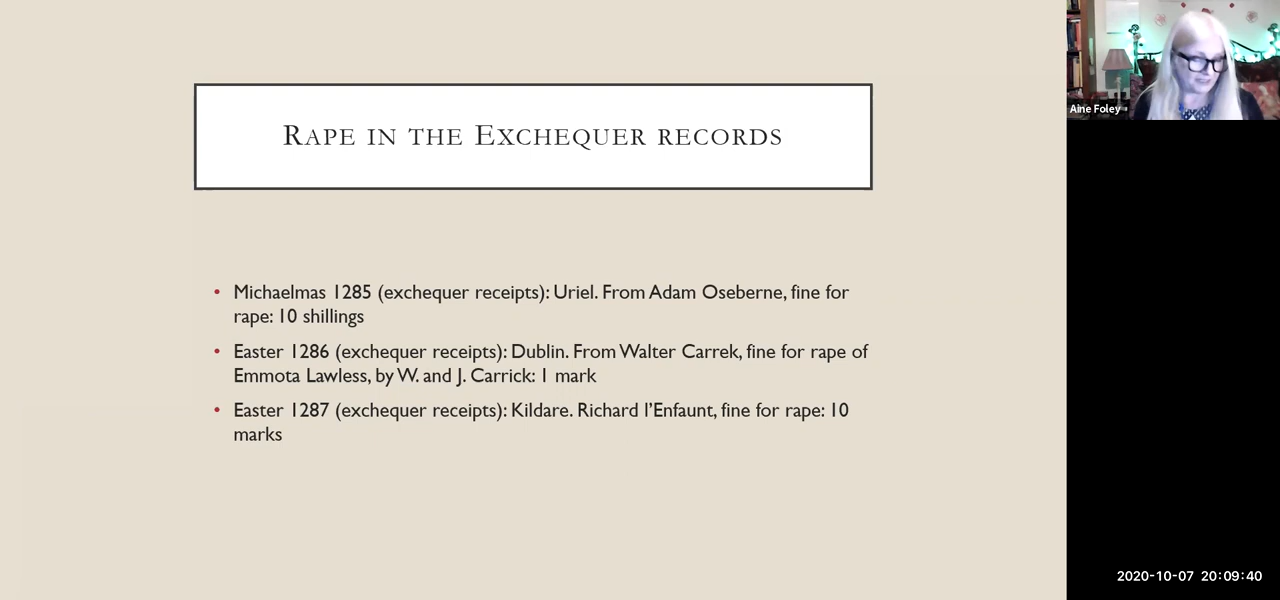 Rape in the Exchequer records
• Michaelmas 1285 (exchequer receipts): Uriel. From Adam Oseberne, fine for
rape: 10 shillings
• Easter 1286 (exchequer receipts): Dublin. From Walter Carrek, fine for rape of
Emmota Lawless, by W. and J. Carrick: 1 mark
• Easter 1287 (exchequer receipts): Kildare. Richard l'Enfaunt, fine for rape: 10
marks
Aine Foley
2020-10-07 20:09:40